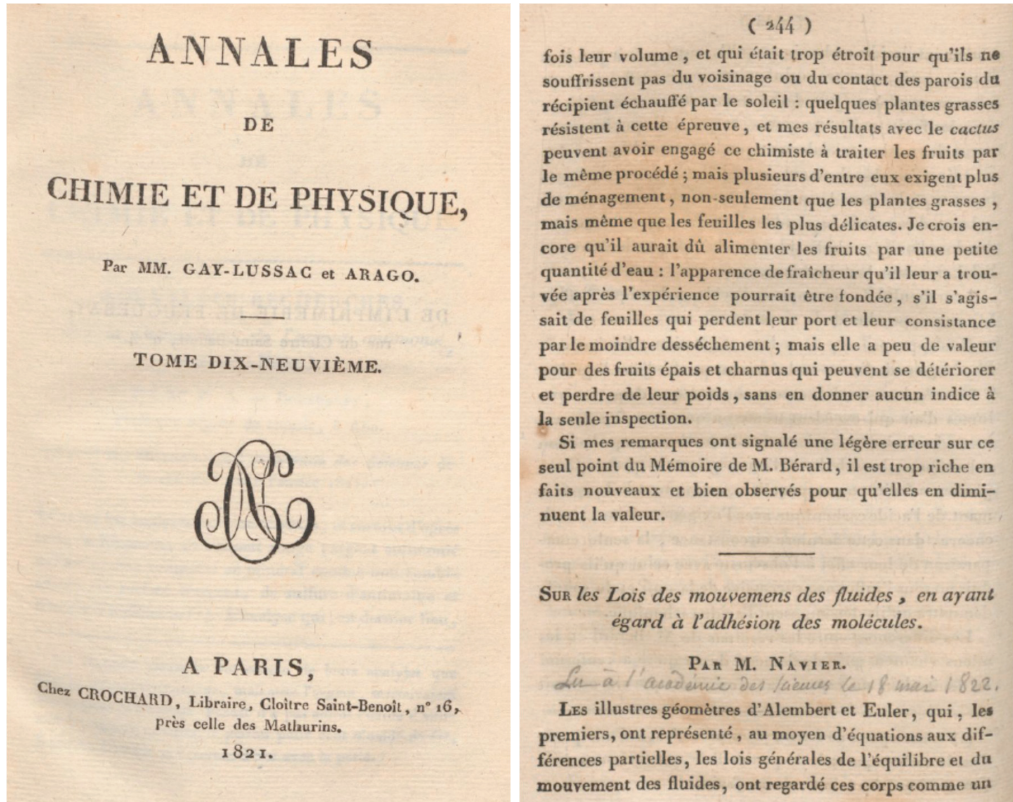 ANNALES
DE
CHIMIE ET DE PHYSIQUE,
Par MM. GAY-LUSSAC et ARAGO.
TOME DIX-NEUVIÈME.
A PARIS,
Chez CROCHARD, Libraire, Cloître Saint-Benoît, n° 16,
près celle des Mathurins.
1821.
( 244 )
fois leur volume, et qui était trop étroit pour qu'ils ne
souffrissent pas du voisinage ou du contact des parois du
récipient échauffé par le soleil : quelques plantes grasses
résistent à cette épreuve, et mes résultats avec le cactus
peuvent avoir engagé ce chimiste à traiter les fruits par
le même procédé ; mais plusieurs d'entre eux exigent plus
de ménagement, non-seulement que les plantes grasses ,
mais même que les feuilles les plus délicates. Je crois en-
core qu'il aurait dû alimenter les fruits par une petite
quantité d'eau : l'apparence de fraîcheur qu'il leur a trou-
vée après l'expérience pourrait être fondée, s'il s'agis-
sait de feuilles qui perdent leur port et leur consistance
par le moindre desséchement ; mais elle a peu de valeur
pour des fruits épais et charnus qui peuvent se détériorer
et perdre de leur poids, sans en donner aucun indice à
la seule inspection.
Si mes remarques ont signalé une légère erreur sur ce
seul point du Mémoire de M. Bérard, il est trop riche en
faits nouveaux et bien observés pour qu'elles en dimi-
nuent la valeur.
SUR les Lois des mouvemens des fluides, en ayant
égard à l'adhésion des molécules.
PAR M. NAVIER.
Lu à l'académie des sciences le 18 mai 1822.
LES illustres géomètres d'Alembert et Euler, qui, les
premiers, ont représenté, au moyen d'équations aux dif-
férences partielles, les lois générales de l'équilibre et du
mouvement des fluides, ont regardé ces corps comme un